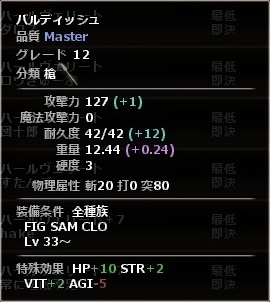 バルディッシュ
品質 Master
グレード 12
分類 槍
攻撃力 127 (+1)
魔法攻撃力 0
耐久度 42/42 (+12)
重量 12.44 (+0.24)
硬度 3
物理属性 斬20 打0 突80
装備条件 全種族
FIG SAM CLO
Lv 33～
特殊効果 HP+10 STR+2
VIT+2 AGI-5